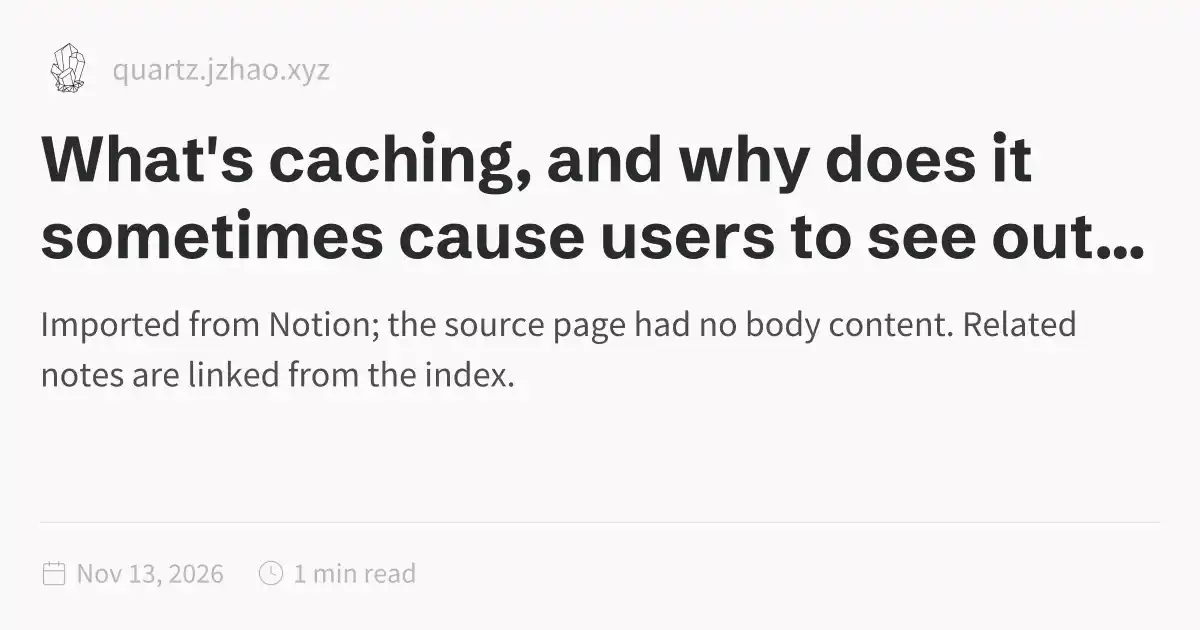 quartz.jzhao.xyz
What's caching, and why does it
sometimes cause users to see out...
Imported from Notion; the source page had no body content. Related
notes are linked from the index.
Nov 13, 2026 1 min read